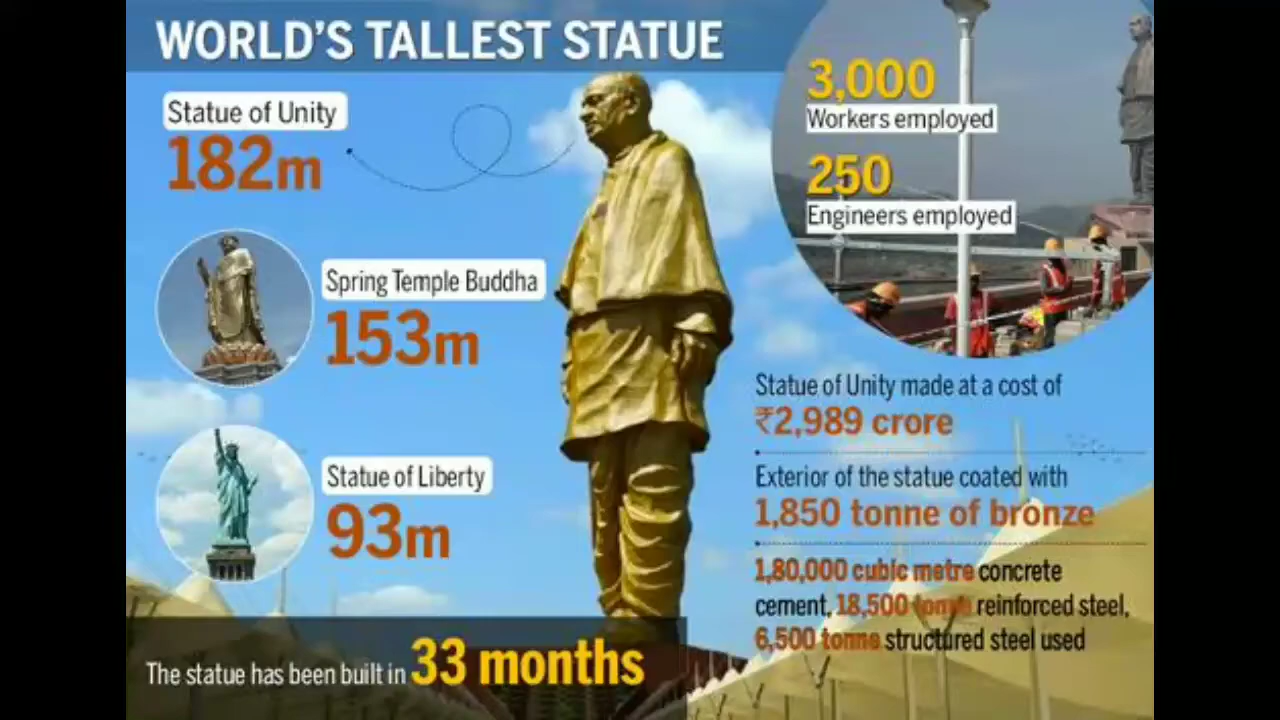 WORLD'S TALLEST STATUE
Statue of Unity
182m
Spring Temple Buddha
153m
Statue of Liberty
93m
The statue has been built in 33 months
3,000
Workers employed
250
Engineers employed
Statue of Unity made at a cost of
₹2,989 crore
Exterior of the statue coated with
1,850 tonne of bronze
1,80,000 cubic metre concrete
cement, 18,500 tonne reinforced steel,
6,500 tonne structured steel used